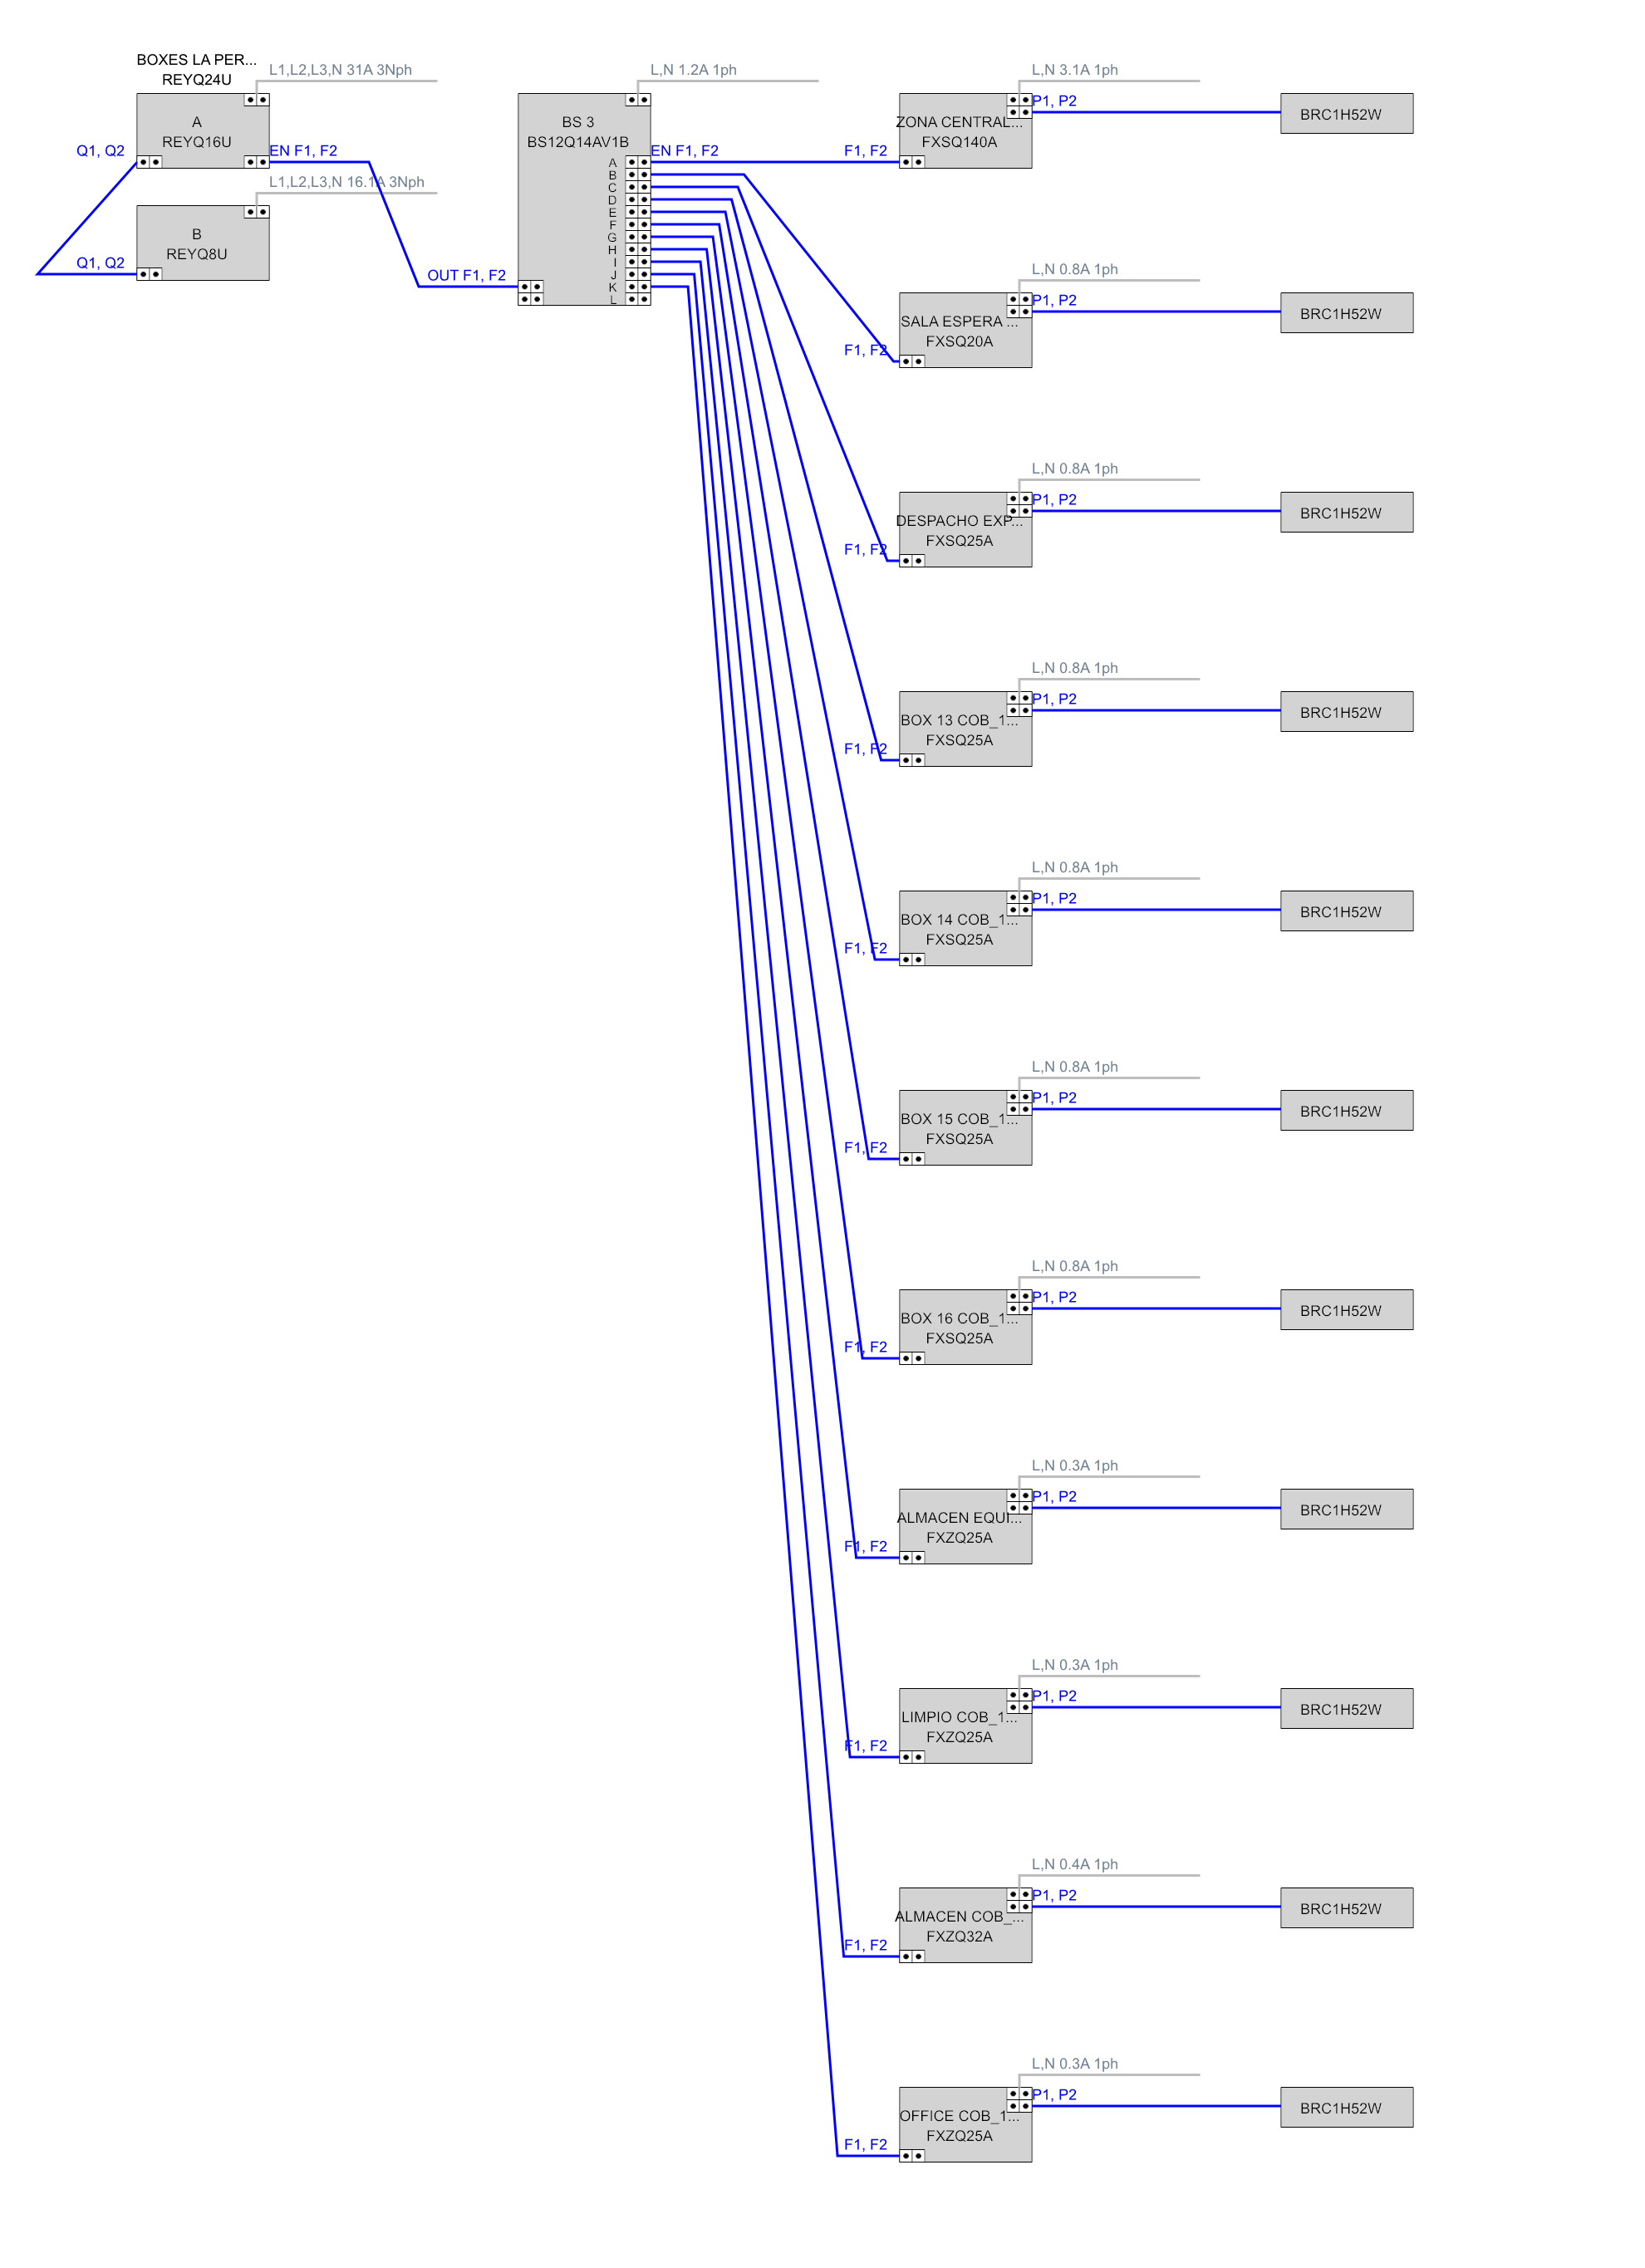 BOXES LA PER...
REYQ24U
L1,L2,L3,N 31A 3Nph
A
REYQ16U
Q1, Q2
EN F1, F2
L1,L2,L3,N 16.1A 3Nph
B
REYQ8U
Q1, Q2
OUT F1, F2
L,N 1.2A 1ph
BS 3
BS12Q14AV1B
EN F1, F2
A
B
C
D
E
F
G
H
I
J
K
L
L,N 3.1A 1ph
P1, P2
ZONA CENTRAL...
FXSQ140A
F1, F2
BRC1H52W
L,N 0.8A 1ph
P1, P2
SALA ESPERA ...
FXSQ20A
F1, F2
BRC1H52W
L,N 0.8A 1ph
P1, P2
DESPACHO EXP...
FXSQ25A
F1, F2
BRC1H52W
L,N 0.8A 1ph
P1, P2
BOX 13 COB_1...
FXSQ25A
F1, F2
BRC1H52W
L,N 0.8A 1ph
P1, P2
BOX 14 COB_1...
FXSQ25A
F1, F2
BRC1H52W
L,N 0.8A 1ph
P1, P2
BOX 15 COB_1...
FXSQ25A
F1, F2
BRC1H52W
L,N 0.8A 1ph
P1, P2
BOX 16 COB_1...
FXSQ25A
F1, F2
BRC1H52W
L,N 0.3A 1ph
P1, P2
ALMACEN EQUI...
FXZQ25A
F1, F2
BRC1H52W
L,N 0.3A 1ph
P1, P2
LIMPIO COB_1...
FXZQ25A
F1, F2
BRC1H52W
L,N 0.4A 1ph
P1, P2
ALMACEN COB_...
FXZQ32A
F1, F2
BRC1H52W
L,N 0.3A 1ph
P1, P2
OFFICE COB_1...
FXZQ25A
F1, F2
BRC1H52W